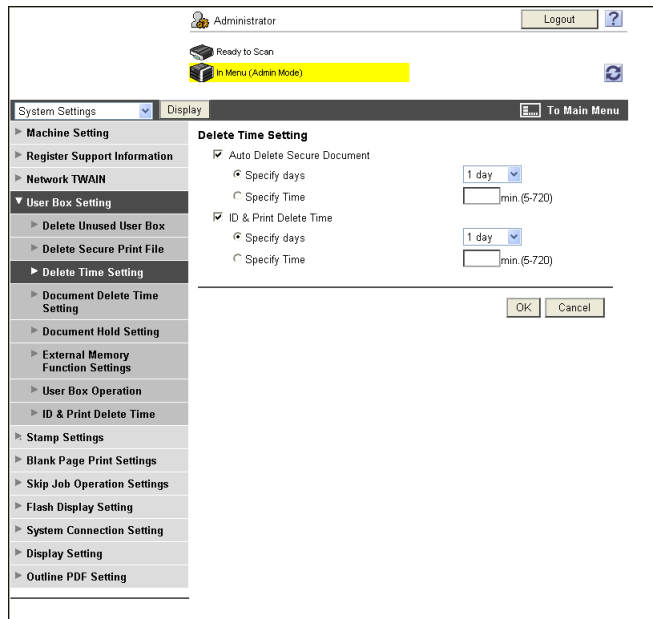 Administrator
Logout
?
Ready to Scan
In Menu (Admin Mode)
System Settings
Display
To Main Menu
Machine Setting
Register Support Information
Network TWAIN
User Box Setting
Delete Unused User Box
Delete Secure Print File
Delete Time Setting
Document Delete Time
Setting
Document Hold Setting
External Memory
Function Settings
User Box Operation
ID & Print Delete Time
Stamp Settings
Blank Page Print Settings
Skip Job Operation Settings
Flash Display Setting
System Connection Setting
Display Setting
Outline PDF Setting
Delete Time Setting
Auto Delete Secure Document
Specify days 1 day
Specify Time min.(5-720)
ID & Print Delete Time
Specify days 1 day
Specify Time min.(5-720)
OK Cancel